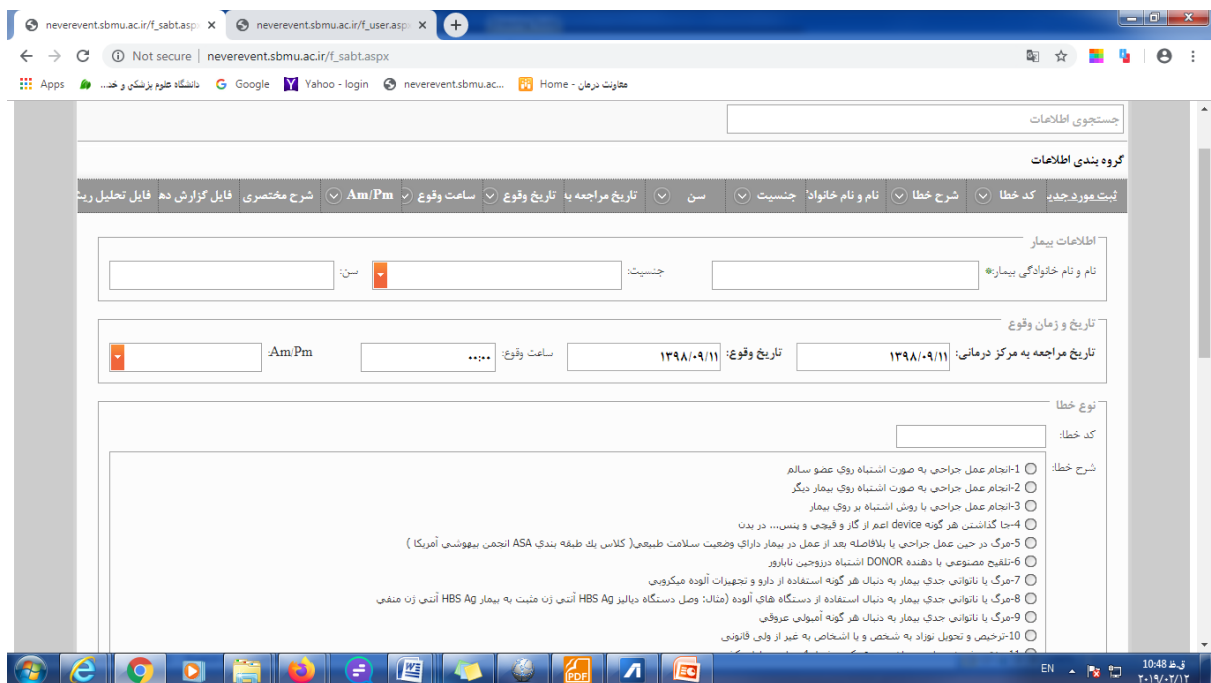 neverevent.sbmu.ac.ir/f_sabt.asp
neverevent.sbmu.ac.ir/f_user.asp
Not secure | neverevent.sbmu.ac.ir/f_sabt.aspx
Apps دانشگاه علوم پزشکی و خد... Google Yahoo - login neverevent.sbmu.ac... Home - معاونت درمان
جستجوی اطلاعات
گروه بندی اطلاعات
ثبت مورد جدید کد خطا شرح خطا نام و نام خانواد جنسیت سن تاریخ مراجعه به تاریخ وقوع ساعت وقوع Am/Pm شرح مختصری فایل گزارش ده فایل تحلیل ریش
اطلاعات بیمار
نام و نام خانوادگی بیمار:* جنسیت: سن:
تاریخ و زمان وقوع
تاریخ مراجعه به مرکز درمانی: ۱۳۹۸/۰۹/۱۱ تاریخ وقوع: ۱۳۹۸/۰۹/۱۱ ساعت وقوع: ۰۰:۰۰ Am/Pm:
نوع خطا
کد خطا:
شرح خطا:
1-انجام عمل جراحي به صورت اشتباه روي عضو سالم
2-انجام عمل جراحي به صورت اشتباه روي بيمار ديگر
3-انجام عمل جراحي با روش اشتباه بر روي بيمار
4-جا گذاشتن هر گونه device اعم از گاز و قيچي و پنس... در بدن
5-مرگ در حين عمل جراحي يا بلافاصله بعد از عمل در بيمار داراي وضعيت سلامت طبيعي( كلاس يك طبقه بندي ASA انجمن بيهوشي آمريكا )
6-تلقيح مصنوعي با دهنده DONOR اشتباه درزوجين نابارور
7-مرگ يا ناتواني جدي بيمار به دنبال هر گونه استفاده از دارو و تجهيزات آلوده ميكروبي
8-مرگ يا ناتواني جدي بيمار به دنبال استفاده از دستگاه هاي آلوده (مثال: وصل دستگاه دياليز HBS Ag آنتي ژن مثبت به بيمار HBS Ag آنتي ژن منفي
9-مرگ يا ناتواني جدي بيمار به دنبال هر گونه آمبولي عروقي
10-ترخيص و تحويل نوزاد به شخص و يا اشخاص به غير از ولي قانوني
EN
10:48 ق.ظ
۲۰۱۹/۰۲/۱۲